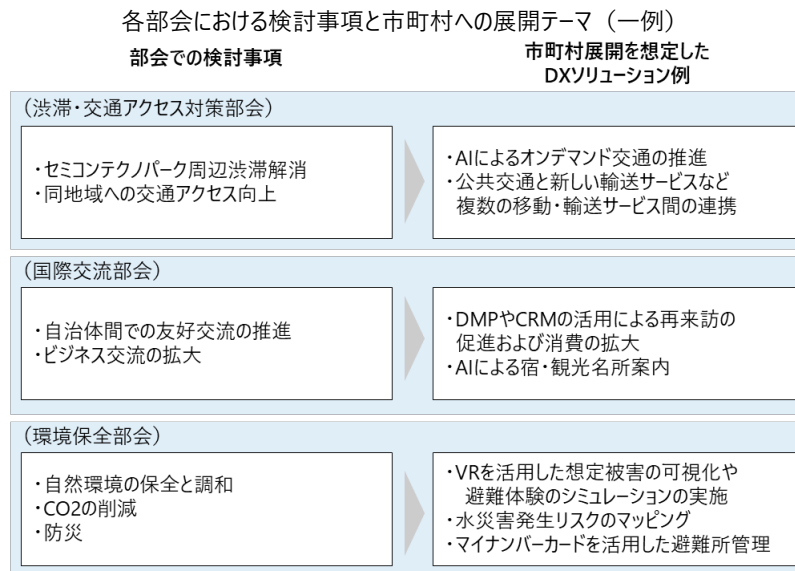 各部会における検討事項と市町村への展開テーマ（一例）
部会での検討事項
市町村展開を想定した
DXソリューション例
（渋滞・交通アクセス対策部会）
・セミコンテクノパーク周辺渋滞解消
・同地域への交通アクセス向上
・AIによるオンデマンド交通の推進
・公共交通と新しい輸送サービスなど
複数の移動・輸送サービス間の連携
（国際交流部会）
・自治体間での友好交流の推進
・ビジネス交流の拡大
・DMPやCRMの活用による再来訪の
促進および消費の拡大
・AIによる宿・観光名所案内
（環境保全部会）
・自然環境の保全と調和
・CO2の削減
・防災
・VRを活用した想定被害の可視化や
避難体験のシミュレーションの実施
・水災害発生リスクのマッピング
・マイナンバーカードを活用した避難所管理